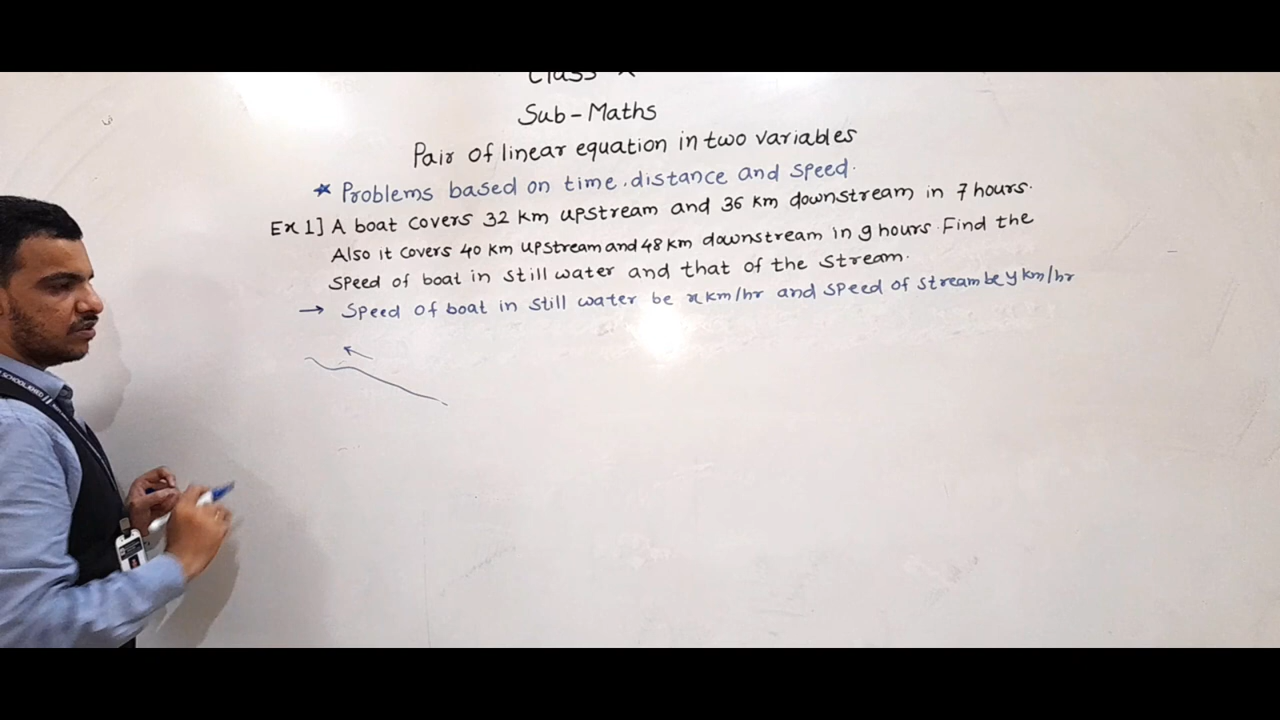 Class X
Sub-Maths
Pair of linear equation in two variables
* Problems based on time, distance and speed.
Ex 1] A boat covers 32 km upstream and 36 km downstream in 7 hours.
Also it covers 40 km upstream and 48 km downstream in 9 hours. Find the
speed of boat in still water and that of the stream.
→ Speed of boat in still water be x km/hr and speed of stream be y km/hr